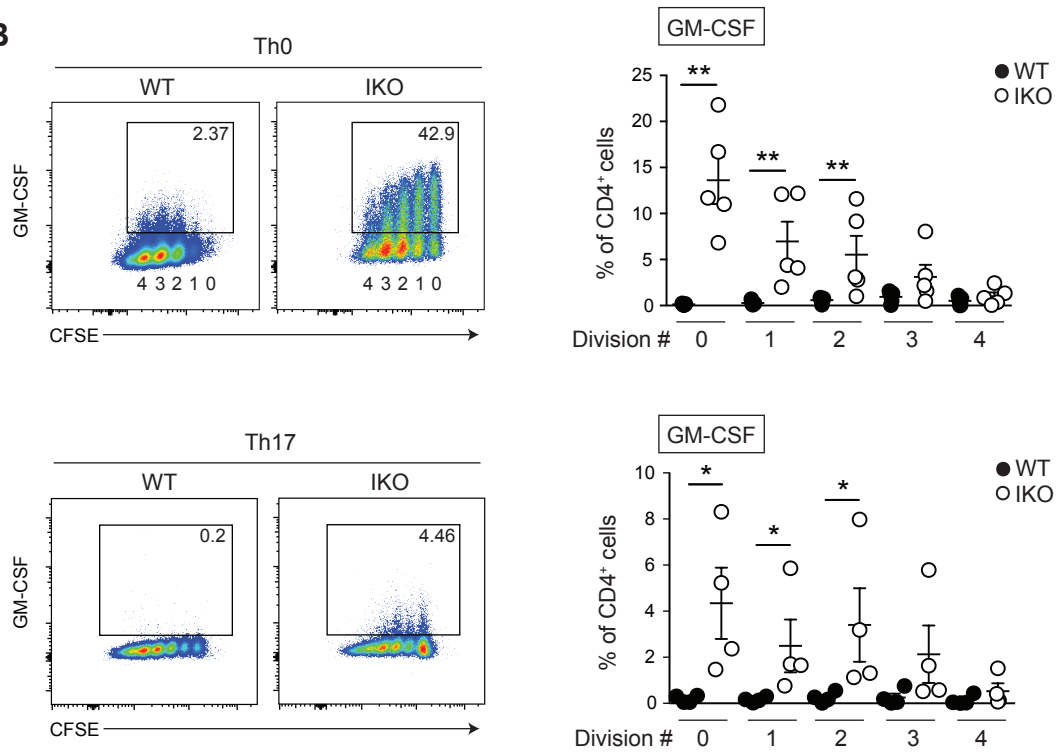 B
Th0
WT
IKO
GM-CSF
2.37
42.9
4 3 2 1 0
4 3 2 1 0
CFSE
GM-CSF
WT
IKO
% of CD4⁺ cells
25
20
15
10
5
0
**
**
**
Division # 0 1 2 3 4
Th17
WT
IKO
GM-CSF
0.2
4.46
CFSE
GM-CSF
WT
IKO
% of CD4⁺ cells
10
8
6
4
2
0
*
*
*
Division # 0 1 2 3 4